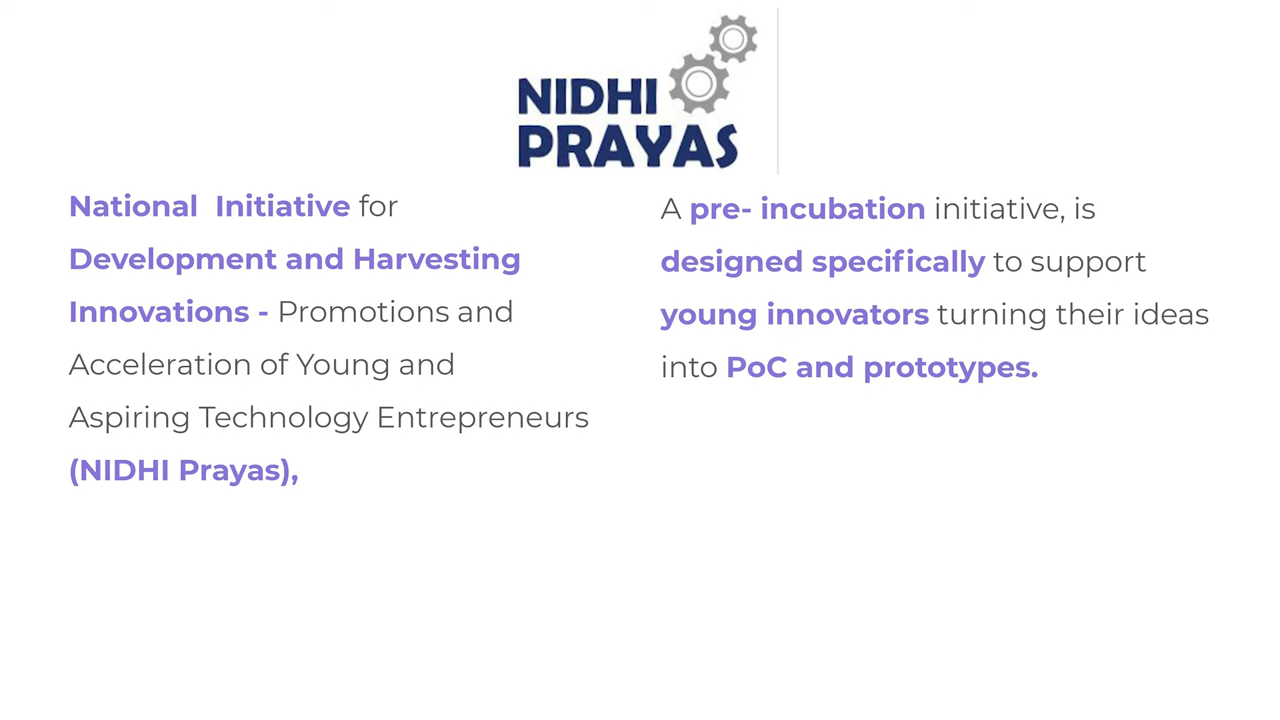 NIDHI
PRAYAS
National  Initiative for
Development and Harvesting
Innovations - Promotions and
Acceleration of Young and
Aspiring Technology Entrepreneurs
(NIDHI Prayas),
A pre- incubation initiative, is
designed specifically to support
young innovators turning their ideas
into PoC and prototypes.